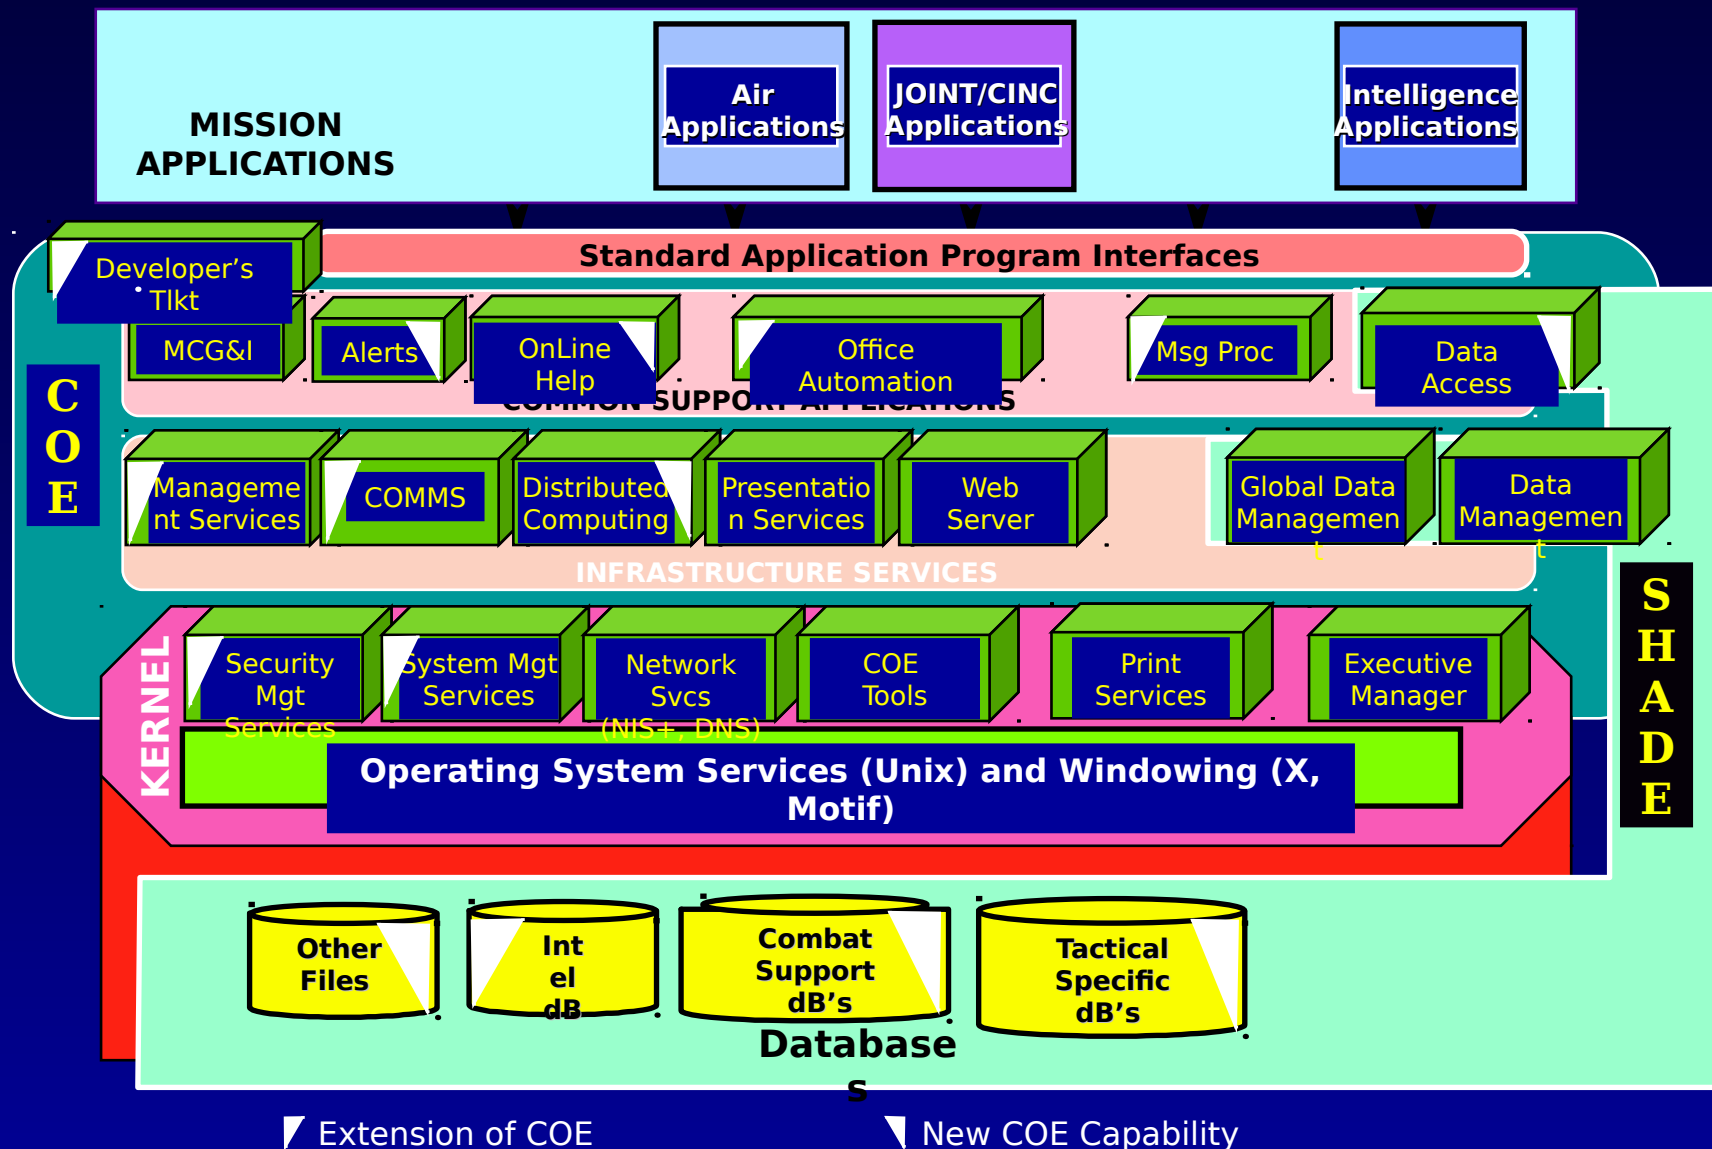 MISSION
APPLICATIONS
Air
Applications
JOINT/CINC
Applications
Intelligence
Applications
Standard Application Program Interfaces
Developer’s
Tlkt
MCG&I
Alerts
OnLine
Help
Office
Automation
Msg Proc
Data
Access
COMMON SUPPORT APPLICATIONS
C
O
E
Manageme
nt Services
COMMS
Distributed
Computing
Presentatio
n Services
Web
Server
Global Data
Managemen
t
Data
Managemen
t
INFRASTRUCTURE SERVICES
S
H
A
D
E
KERNEL
Security
Mgt
Services
System Mgt
Services
Network
Svcs
(NIS+, DNS)
COE
Tools
Print
Services
Executive
Manager
Operating System Services (Unix) and Windowing (X,
Motif)
Other
Files
Int
el
dB
Combat
Support
dB’s
Tactical
Specific
dB’s
Database
s
Extension of COE
New COE Capability